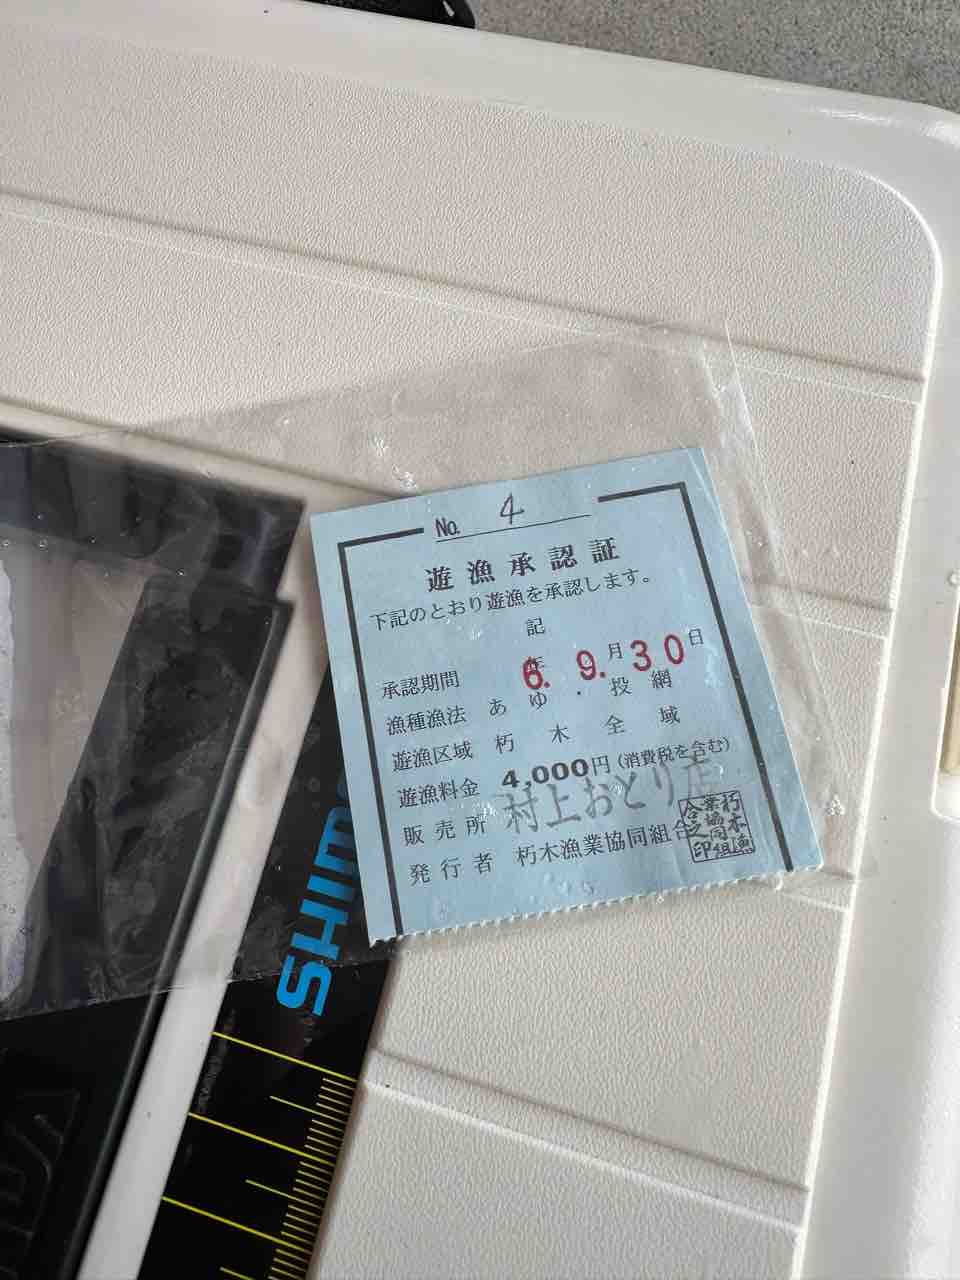 No. 4
遊漁承認証
下記のとおり遊漁を承認します。
記
承認期間 6.年 9.月 30日
漁種漁法 あゆ・投網
遊漁区域 朽木全域
遊漁料金 4,000円(消費税を含む)
販売所 村上おとり店
発行者 朽木漁業協同組合
朽木漁業協同組合之印
SHIMANO